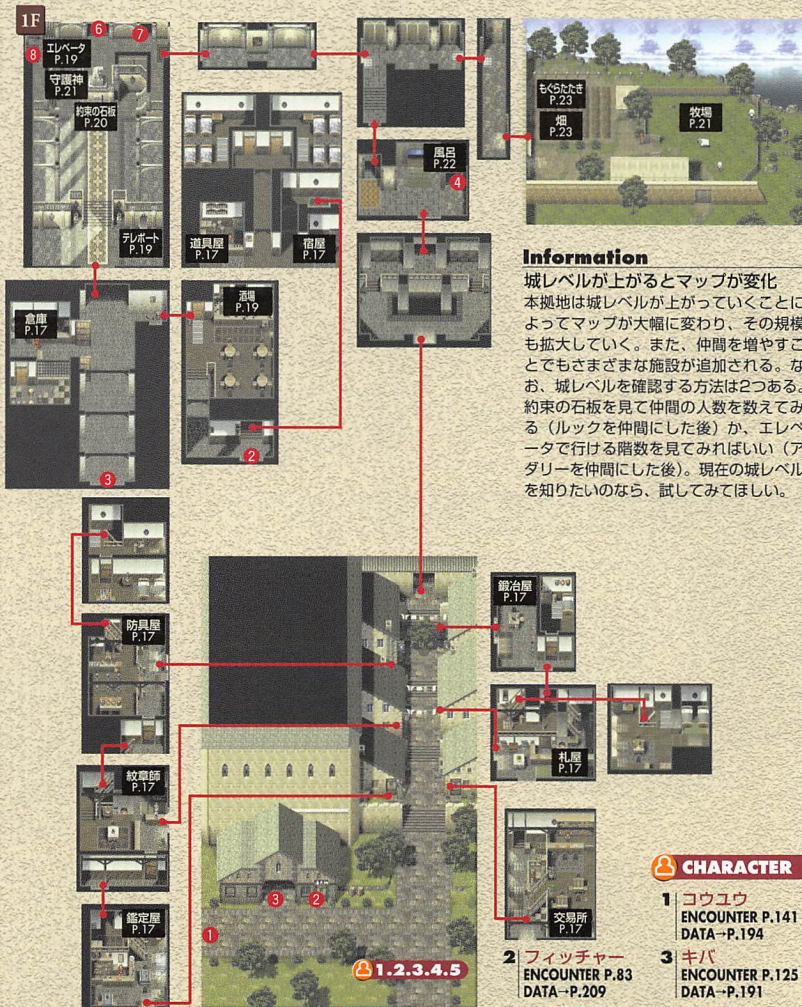 1F
6
7
8
エレベータ
P.19
守護神
P.21
約束の石板
P.20
テレポート
P.19
道具屋
P.17
宿屋
P.17
風呂
P.22
4
もぐらたたき
P.23
畑
P.23
牧場
P.21
倉庫
P.17
3
酒場
P.19
2
Information
城レベルが上がるとマップが変化
本拠地は城レベルが上がっていくことに
よってマップが大幅に変わり、その規模
も拡大していく。また、仲間を増やすこ
とでもさまざまな施設が追加される。な
お、城レベルを確認する方法は2つある。
約束の石板を見て仲間の人数を数えてみ
る（ルックを仲間にした後）か、エレベ
ータで行ける階数を見てみればいい（ア
ダリーを仲間にした後）。現在の城レベル
を知りたいのなら、試してみてほしい。
防具屋
P.17
紋章師
P.17
鑑定屋
P.17
鍛冶屋
P.17
札屋
P.17
交易所
P.17
3
2
1
1.2.3.4.5
CHARACTER
1 コウユウ
ENCOUNTER P.141
DATA→P.194
2 フィッチャー
ENCOUNTER P.83
DATA→P.209
3 キバ
ENCOUNTER P.125
DATA→P.191